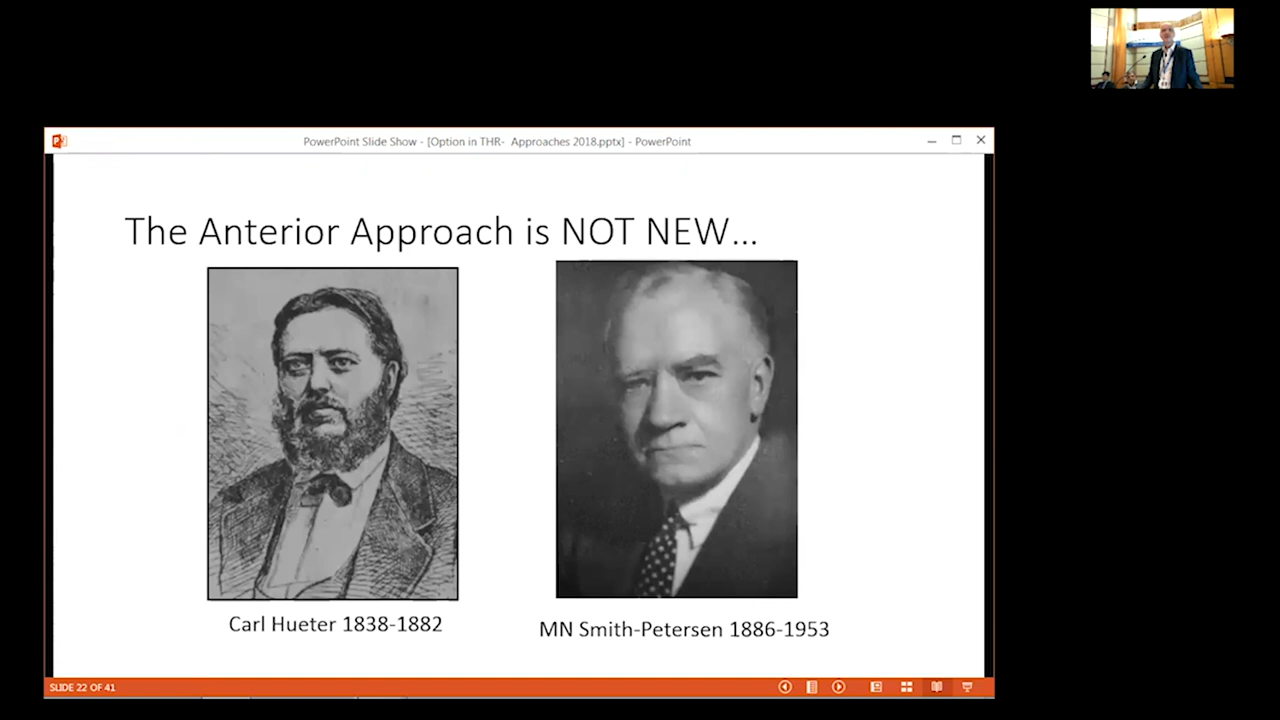 PowerPoint Slide Show - [Option in THR- Approaches 2018.pptx] - PowerPoint
The Anterior Approach is NOT NEW...
Carl Hueter 1838-1882
MN Smith-Petersen 1886-1953
SLIDE 22 OF 41